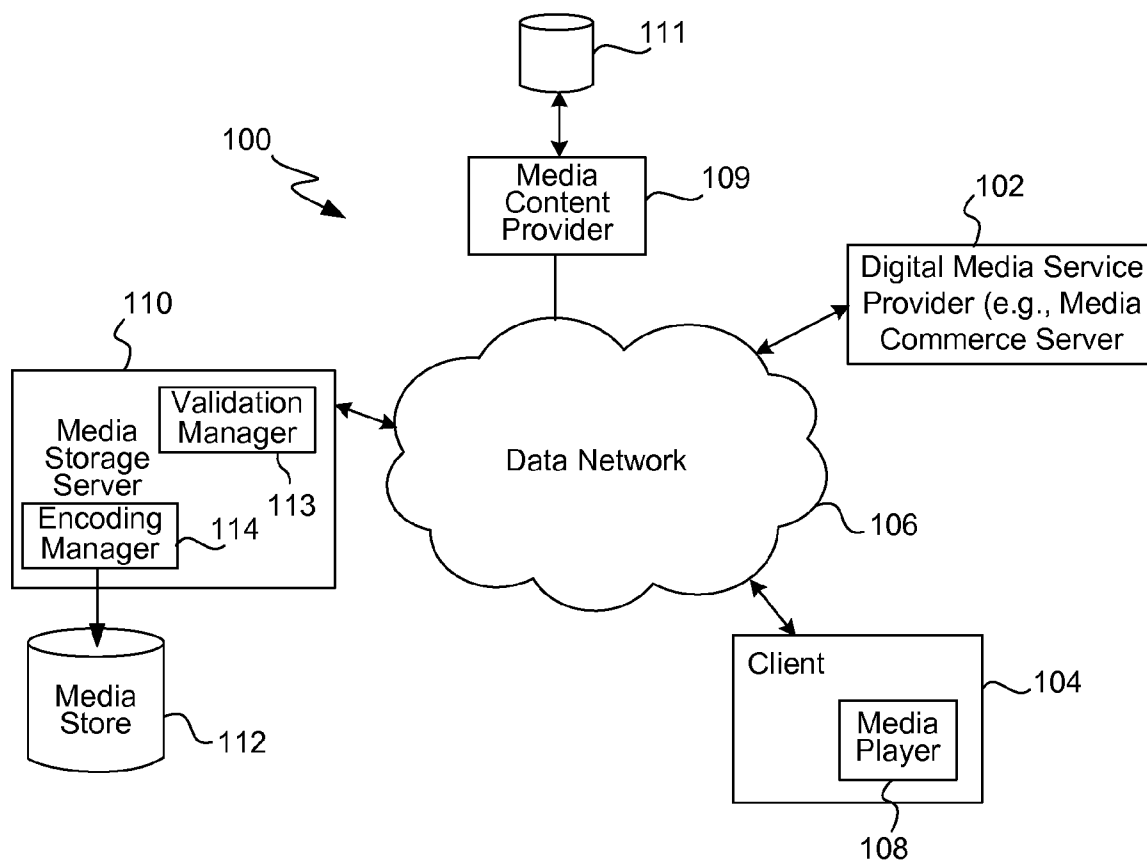 111
100
Media
Content
Provider
109
102
Digital Media Service
Provider (e.g., Media
Commerce Server
110
Validation
Manager
Media
Storage
Server
113
Encoding
Manager
114
Data Network
106
Media
Store
112
Client
104
Media
Player
108